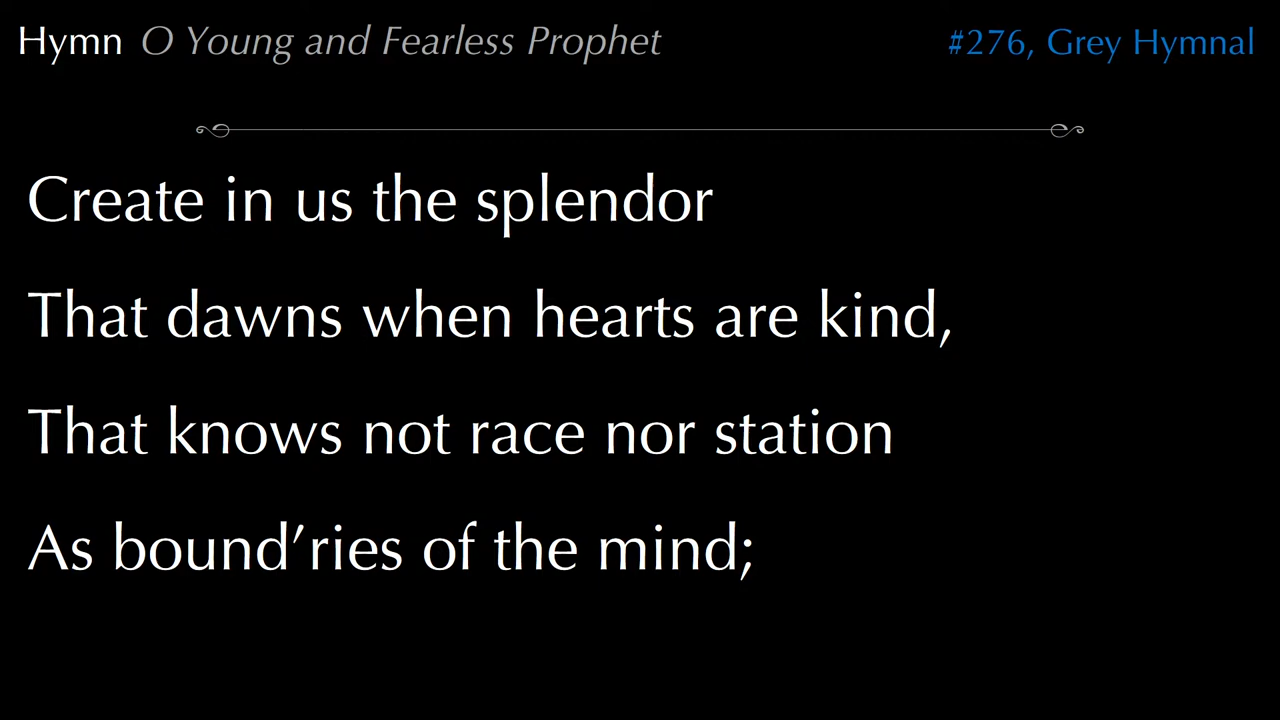 Hymn O Young and Fearless Prophet #276, Grey Hymnal
Create in us the splendor
That dawns when hearts are kind,
That knows not race nor station
As bound’ries of the mind;